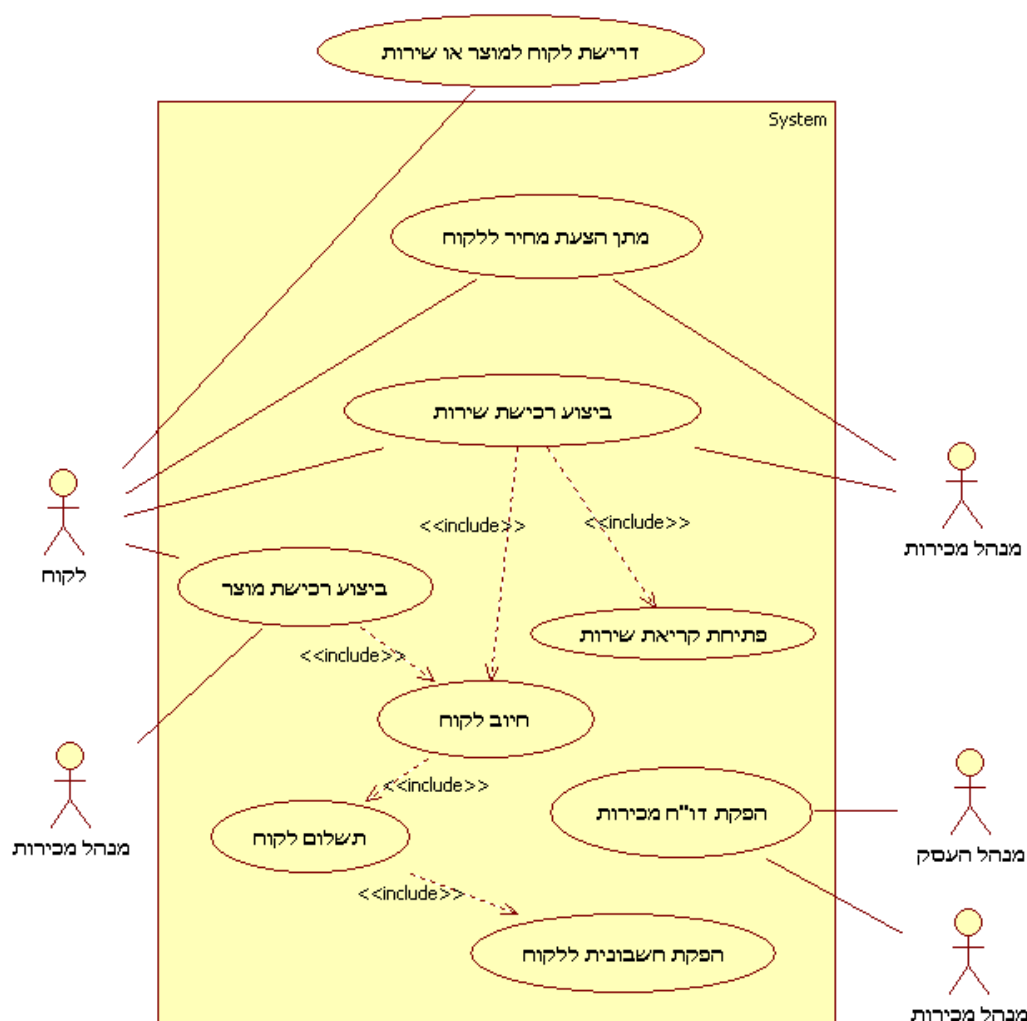 דרישת לקוח למוצר או שירות
System
מתן הצעת מחיר ללקוח
ביצוע רכישת שירות
לקוח
מנהל מכירות
<<include>>
<<include>>
ביצוע רכישת מוצר
פתיחת קריאת שירות
<<include>>
חיוב לקוח
מנהל מכירות
<<include>>
הפקת דו"ח מכירות
תשלום לקוח
מנהל העסק
<<include>>
הפקת חשבונית ללקוח
מנהל מכירות